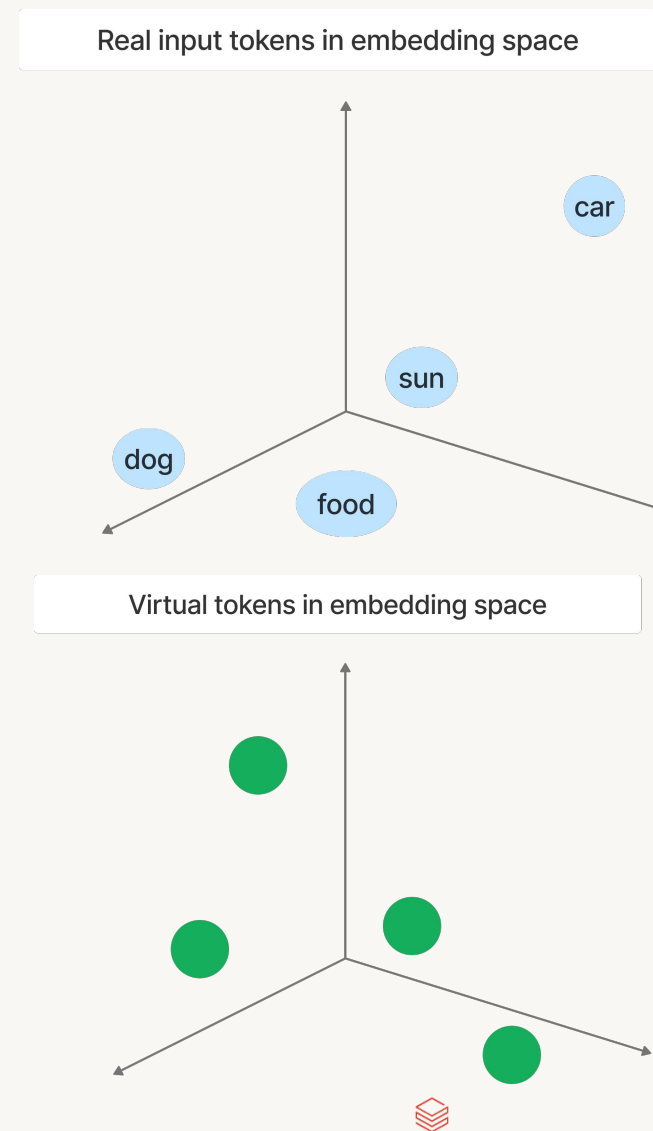 Real input tokens in embedding space
car
sun
dog
food
Virtual tokens in embedding space